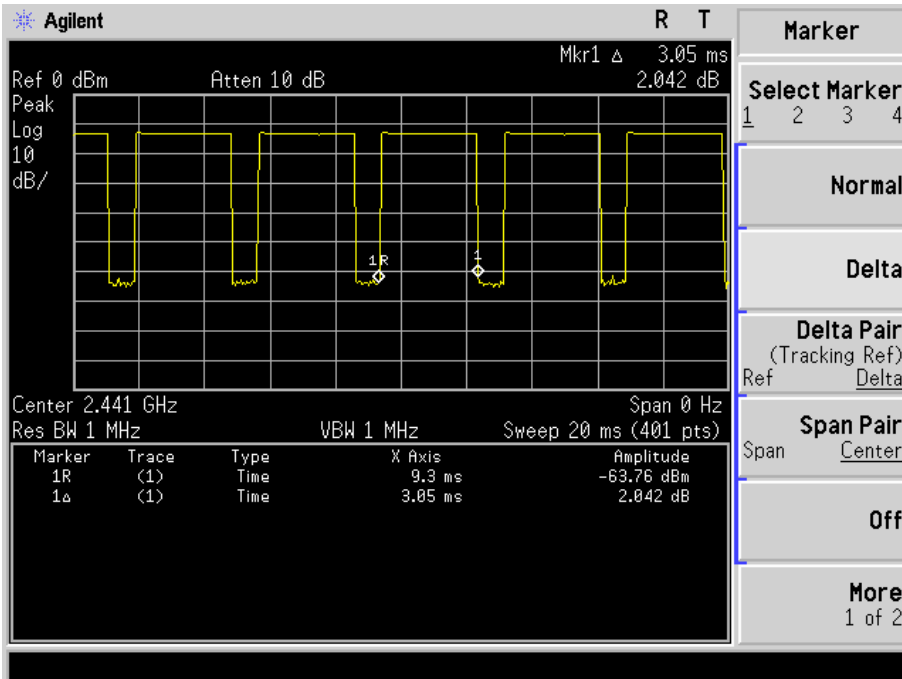 Agilent
R T
Mkr1 Δ 3.05 ms
Ref 0 dBm Atten 10 dB 2.042 dB
Peak
Log
10
dB/
1R
1
Center 2.441 GHz Span 0 Hz
Res BW 1 MHz VBW 1 MHz Sweep 20 ms (401 pts)
Marker Trace Type X Axis Amplitude
1R (1) Time 9.3 ms -63.76 dBm
1Δ (1) Time 3.05 ms 2.042 dB
Marker
Select Marker
1 2 3 4
Normal
Delta
Delta Pair
(Tracking Ref)
Ref Delta
Span Pair
Span Center
Off
More
1 of 2